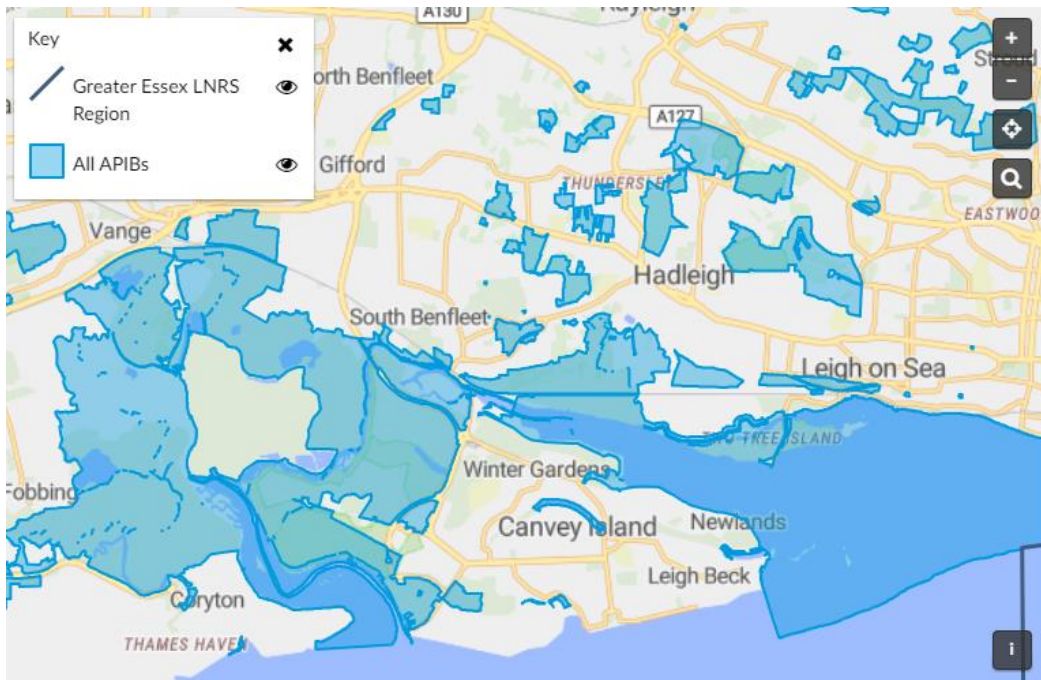 A130
Key
Greater Essex LNRS
Region
All APIBs
orth Benfleet
A127
Gifford
THUNDERSLE
EASTWOO
Vange
Hadleigh
South Benfleet
Leigh on Sea
TWO TREE ISLAND
Winter Gardens
Fobbing
Canvey Island
Newlands
Leigh Beck
Coryton
THAMES HAVEN
+
−
i